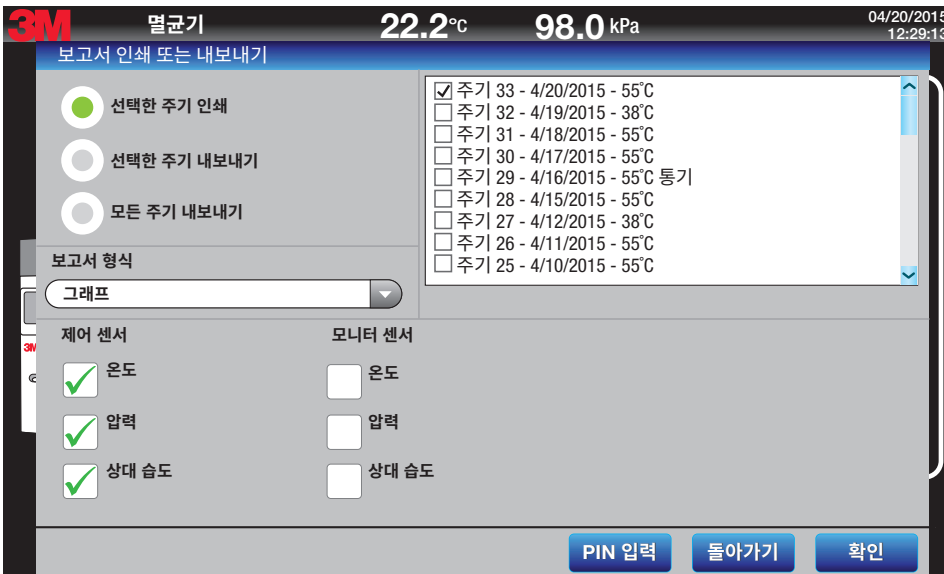 3M 멸균기 22.2°C 98.0 kPa 04/20/2015
12:29:13
보고서 인쇄 또는 내보내기
선택한 주기 인쇄
선택한 주기 내보내기
모든 주기 내보내기
주기 33 - 4/20/2015 - 55°C
주기 32 - 4/19/2015 - 38°C
주기 31 - 4/18/2015 - 55°C
주기 30 - 4/17/2015 - 55°C
주기 29 - 4/16/2015 - 55°C 통기
주기 28 - 4/15/2015 - 55°C
주기 27 - 4/12/2015 - 38°C
주기 26 - 4/11/2015 - 55°C
주기 25 - 4/10/2015 - 55°C
보고서 형식
그래프
제어 센서 모니터 센서
3M
온도 온도
압력 압력
상대 습도 상대 습도
PIN 입력 돌아가기 확인